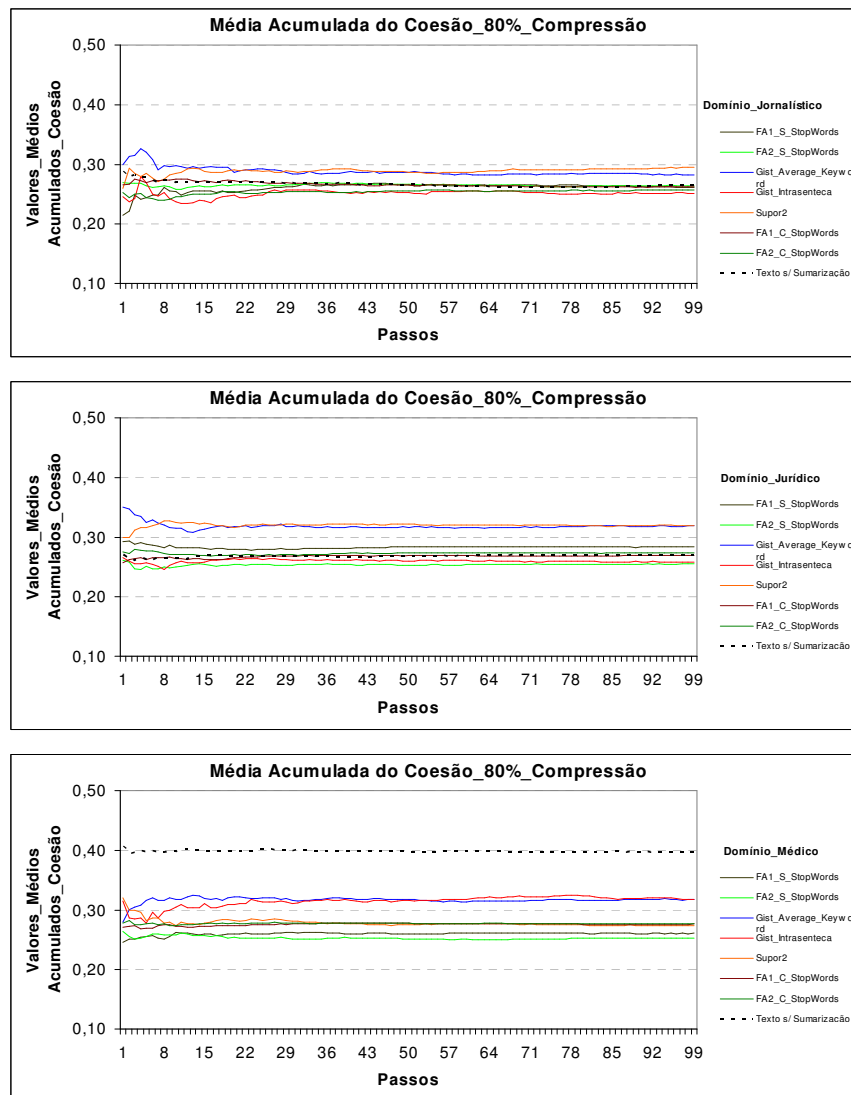 Média Acumulada do Coesão_80%_Compressão
0,50
0,40
0,30
0,20
0,10
Valores_Médios
Acumulados_Coesão
1 8 15 22 29 36 43 50 57 64 71 78 85 92 99
Passos
Domínio_Jornalístico
FA1_S_StopWords
FA2_S_StopWords
Gist_Average_Keywo
rd
Gist_Intrasenteca
Supor2
FA1_C_StopWords
FA2_C_StopWords
Texto s/ Sumarização
Média Acumulada do Coesão_80%_Compressão
0,50
0,40
0,30
0,20
0,10
Valores_Médios
Acumulados_Coesão
1 8 15 22 29 36 43 50 57 64 71 78 85 92 99
Passos
Domínio_Jurídico
FA1_S_StopWords
FA2_S_StopWords
Gist_Average_Keywo
rd
Gist_Intrasenteca
Supor2
FA1_C_StopWords
FA2_C_StopWords
Texto s/ Sumarização
Média Acumulada do Coesão_80%_Compressão
0,50
0,40
0,30
0,20
0,10
Valores_Médios
Acumulados_Coesão
1 8 15 22 29 36 43 50 57 64 71 78 85 92 99
Passos
Domínio_Médico
FA1_S_StopWords
FA2_S_StopWords
Gist_Average_Keywo
rd
Gist_Intrasenteca
Supor2
FA1_C_StopWords
FA2_C_StopWords
Texto s/ Sumarização